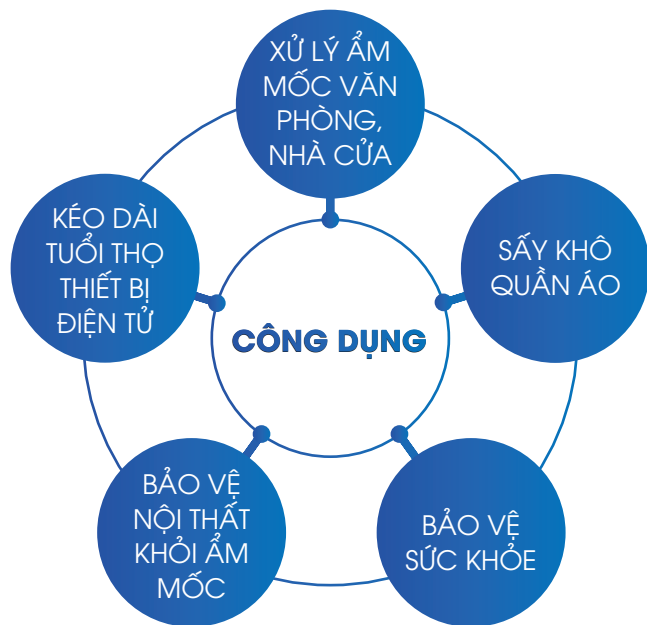 XỬ LÝ ẨM
MỐC VĂN
PHÒNG,
NHÀ CỬA
SẤY KHÔ
QUẦN ÁO
BẢO VỆ
SỨC KHỎE
BẢO VỆ
NỘI THẤT
KHỎI ẨM
MỐC
KÉO DÀI
TUỔI THỌ
THIẾT BỊ
ĐIỆN TỬ
CÔNG DỤNG